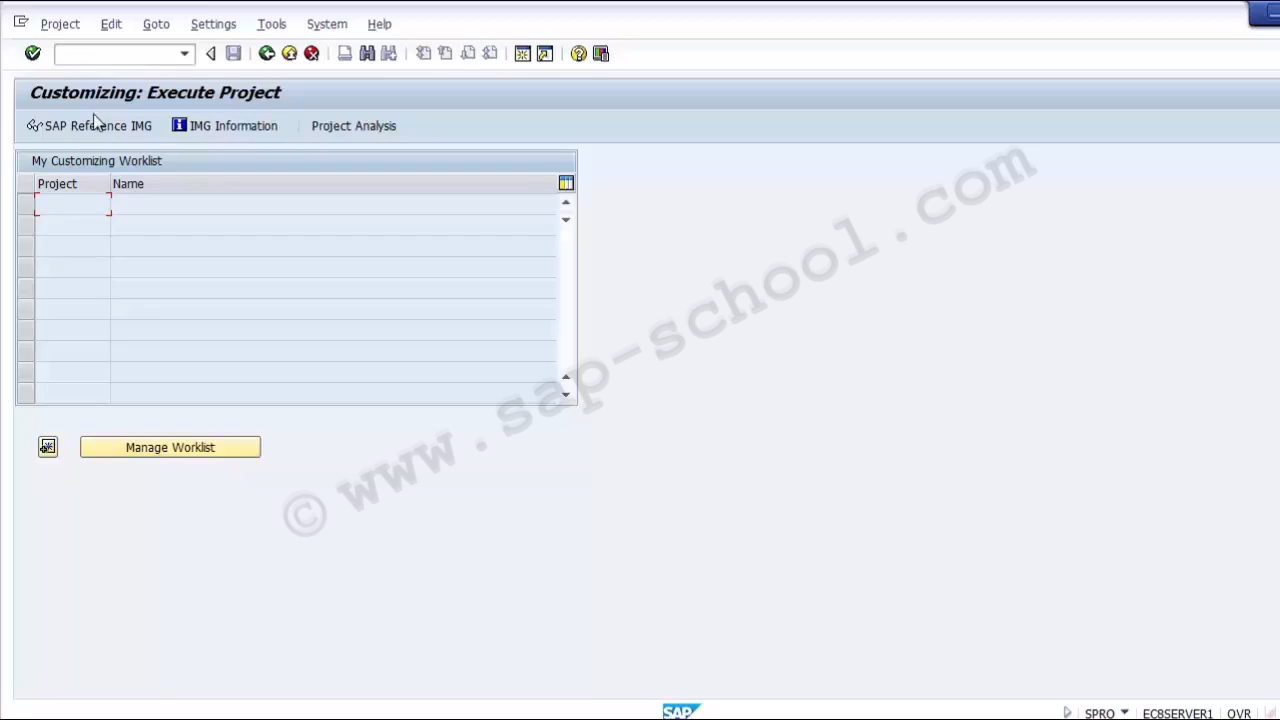 Project Edit Goto Settings Tools System Help
Customizing: Execute Project
SAP Reference IMG IMG Information Project Analysis
My Customizing Worklist
Project Name
Manage Worklist
© www.sap-school.com
SAP SPRO EC8SERVER1 OVR